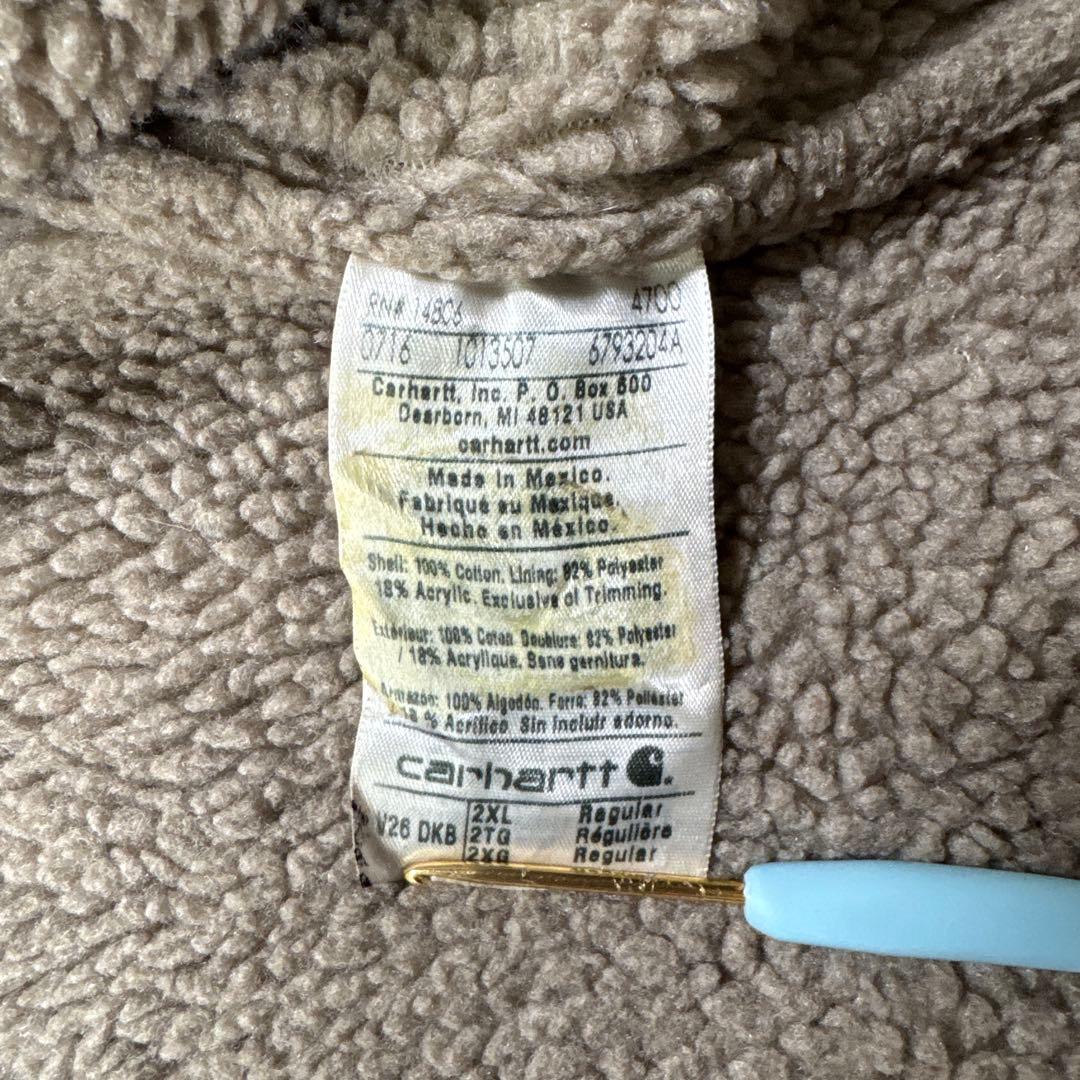 RN# 14806 4700
0716 1013507 6793204A
Carhartt, Inc. P. O. Box 600
Dearborn, MI 48121 USA
carhartt.com
Made in Mexico.
Fabriqué au Mexique.
Hecho en México.
Shell: 100% Cotton. Lining: 82% Polyester
18% Acrylic. Exclusive of Trimming.
Extérieur: 100% Coton Doublure: 82% Polyester
/ 18% Acrylique. Sans garniture.
Armazon: 100% Algodón. Forro: 82% Poliester
18 % Acrílico. Sin incluir adorno.
carhartt
V26 DKB 2XL Regular
2TG Régulière
2XG Regular